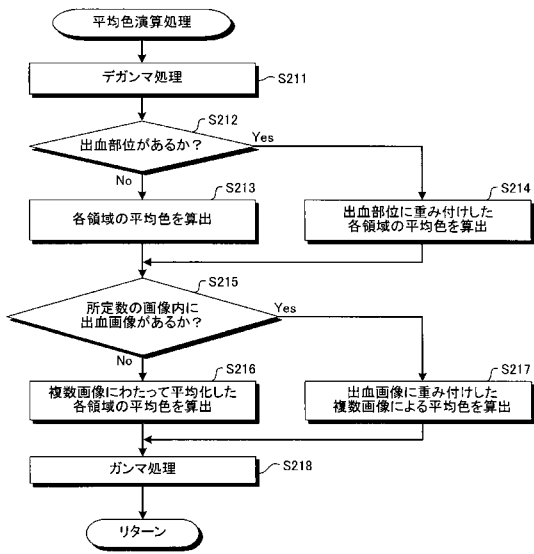 平均色演算処理
デガンマ処理
S211
S212
出血部位があるか?
Yes
No
S213
各領域の平均色を算出
S214
出血部位に重み付けした
各領域の平均色を算出
S215
所定数の画像内に
出血画像があるか?
Yes
No
S216
複数画像にわたって平均化した
各領域の平均色を算出
S217
出血画像に重み付けした
複数画像による平均色を算出
ガンマ処理
S218
リターン